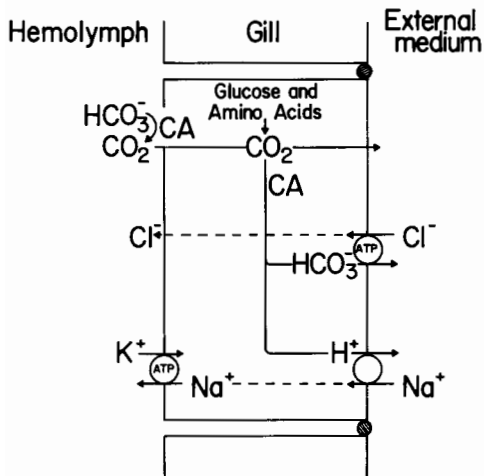 Hemolymph
Gill
External
medium
Glucose and
Amino Acids
HCO₃⁻
CA
CO₂
CO₂
CA
Cl⁻
Cl⁻
ATP
HCO₃⁻
K⁺
H⁺
ATP
Na⁺
Na⁺